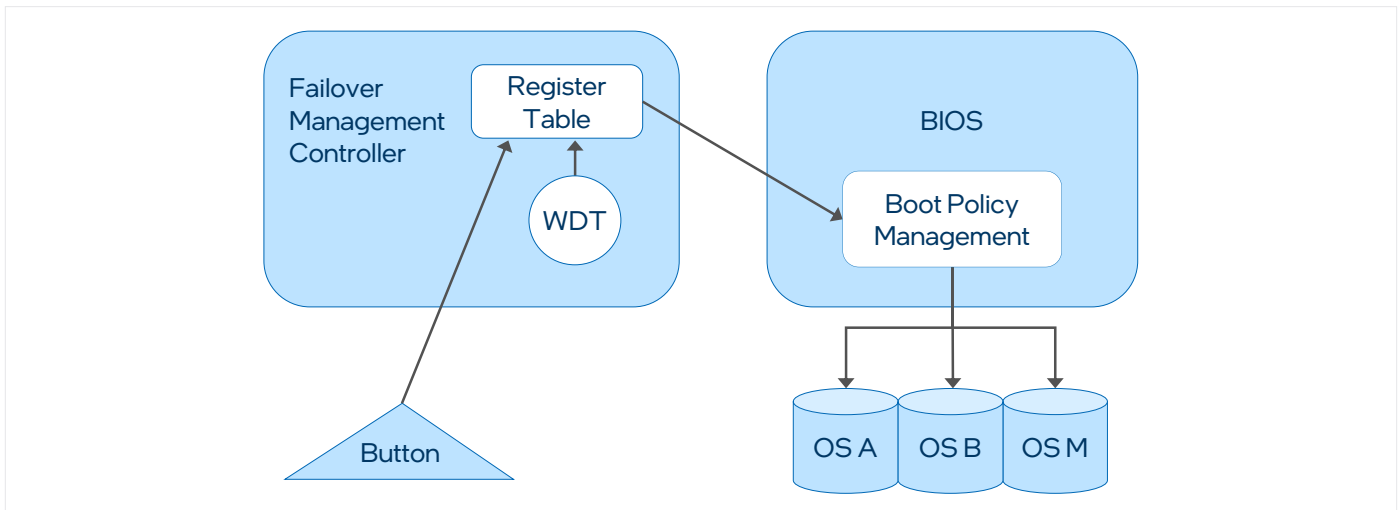 Failover
Management
Controller
Register
Table
WDT
Button
BIOS
Boot Policy
Management
OS A
OS B
OS M